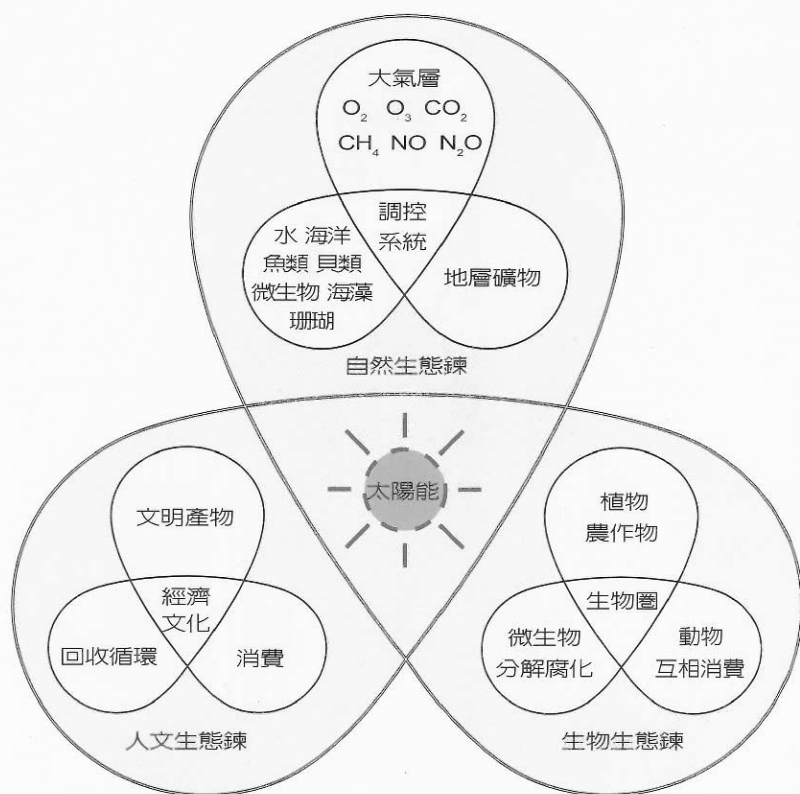 大氣層
O₂ O₃ CO₂
CH₄ NO N₂O
調控
系統
水 海洋
魚類 貝類
微生物 海藻
珊瑚
地層礦物
自然生態鍊
太陽能
文明產物
經濟
文化
回收循環
消費
人文生態鍊
植物
農作物
生物圈
微生物
分解腐化
動物
互相消費
生物生態鍊